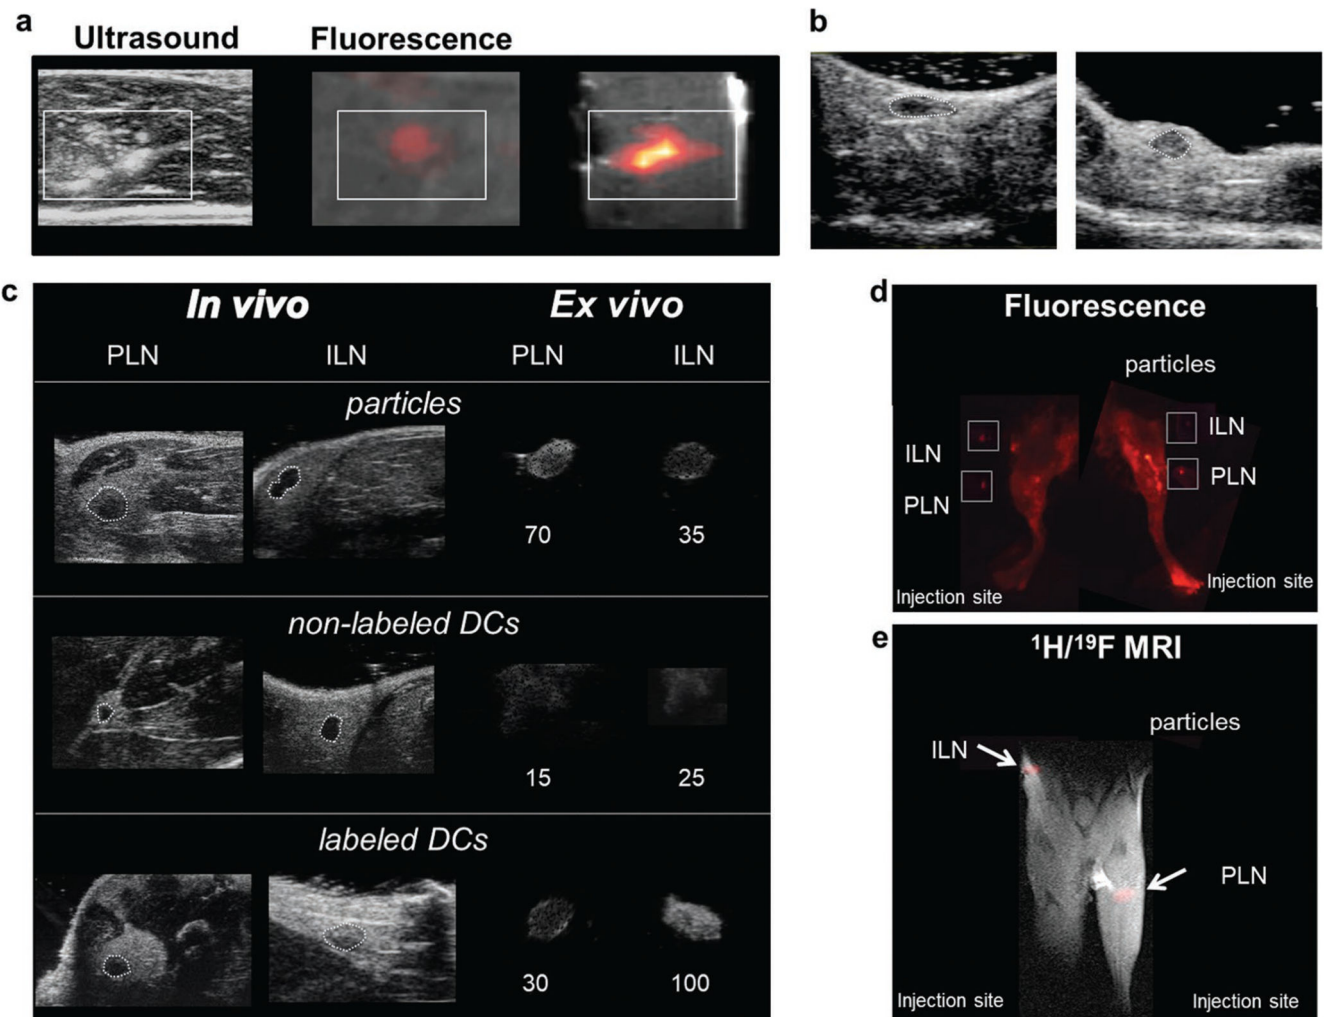 a
Ultrasound
Fluorescence
b
c
In vivo
Ex vivo
PLN
ILN
PLN
ILN
particles
70
35
non-labeled DCs
15
25
labeled DCs
30
100
d
Fluorescence
particles
ILN
PLN
ILN
PLN
Injection site
Injection site
e
¹H/¹⁹F MRI
particles
ILN
PLN
Injection site
Injection site